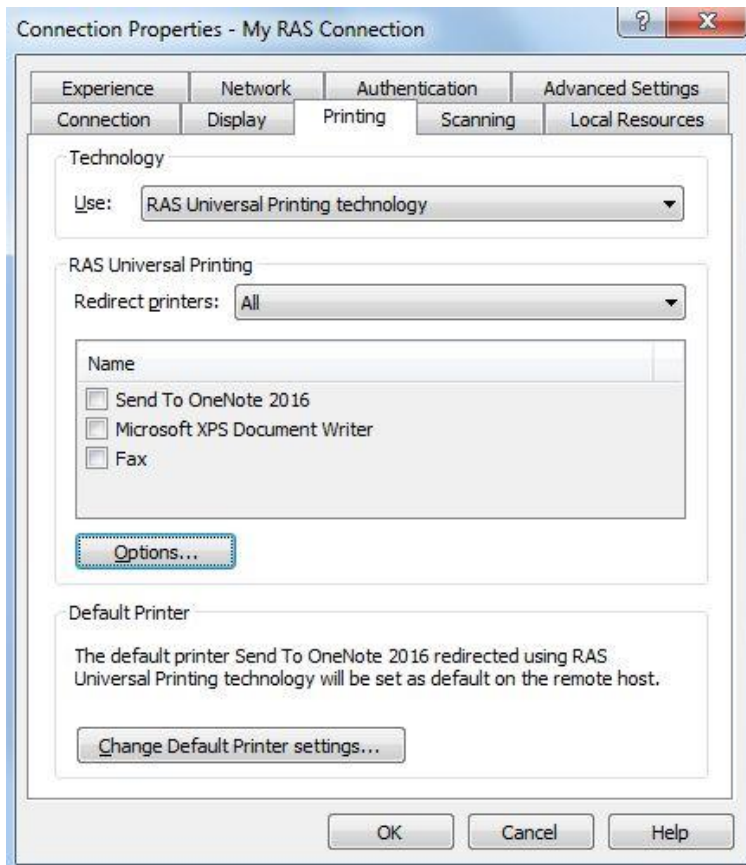 Connection Properties - My RAS Connection
?
X
Experience
Network
Authentication
Advanced Settings
Connection
Display
Printing
Scanning
Local Resources
Technology
Use:
RAS Universal Printing technology
RAS Universal Printing
Redirect printers:
All
Name
Send To OneNote 2016
Microsoft XPS Document Writer
Fax
Options...
Default Printer
The default printer Send To OneNote 2016 redirected using RAS
Universal Printing technology will be set as default on the remote host.
Change Default Printer settings...
OK
Cancel
Help